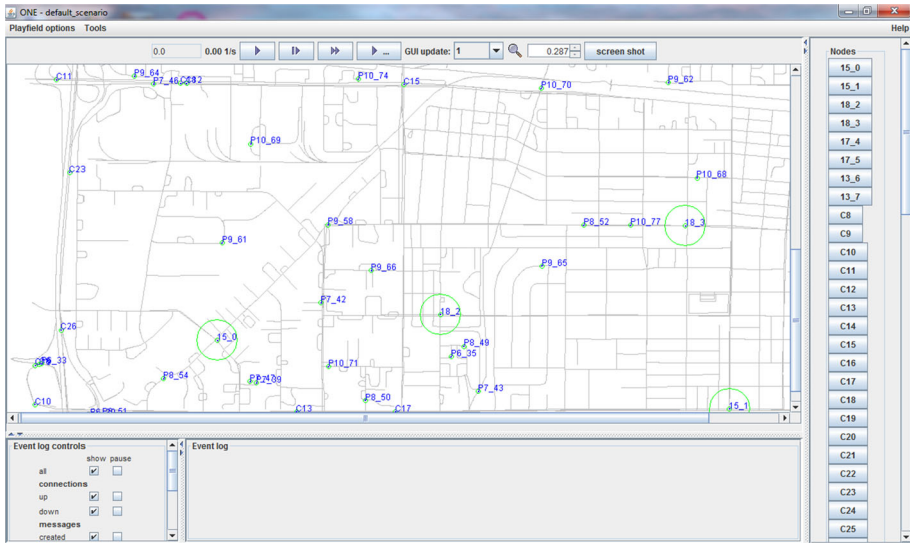 ONE - default_scenario
Playfield options Tools Help
0.0 0.00 1/s ... GUI update: 1 0.287 screen shot
Nodes
C11
P9_64
P7_46
C12
P10_74
C15
P10_70
P9_62
P10_69
C23
P10_68
P9_58
P8_52
P10_77
18_3
P9_61
P9_66
P9_65
P7_42
18_2
C26
15_0
P8_49
P6_35
P10_71
P8_54
P7_43
C10
P8_50
C13
C17
15_1
15_0
15_1
18_2
18_3
17_4
17_5
13_6
13_7
C8
C9
C10
C11
C12
C13
C14
C15
C16
C17
C18
C19
C20
C21
C22
C23
C24
C25
Event log controls
show pause
all
connections
up
down
messages
created
Event log